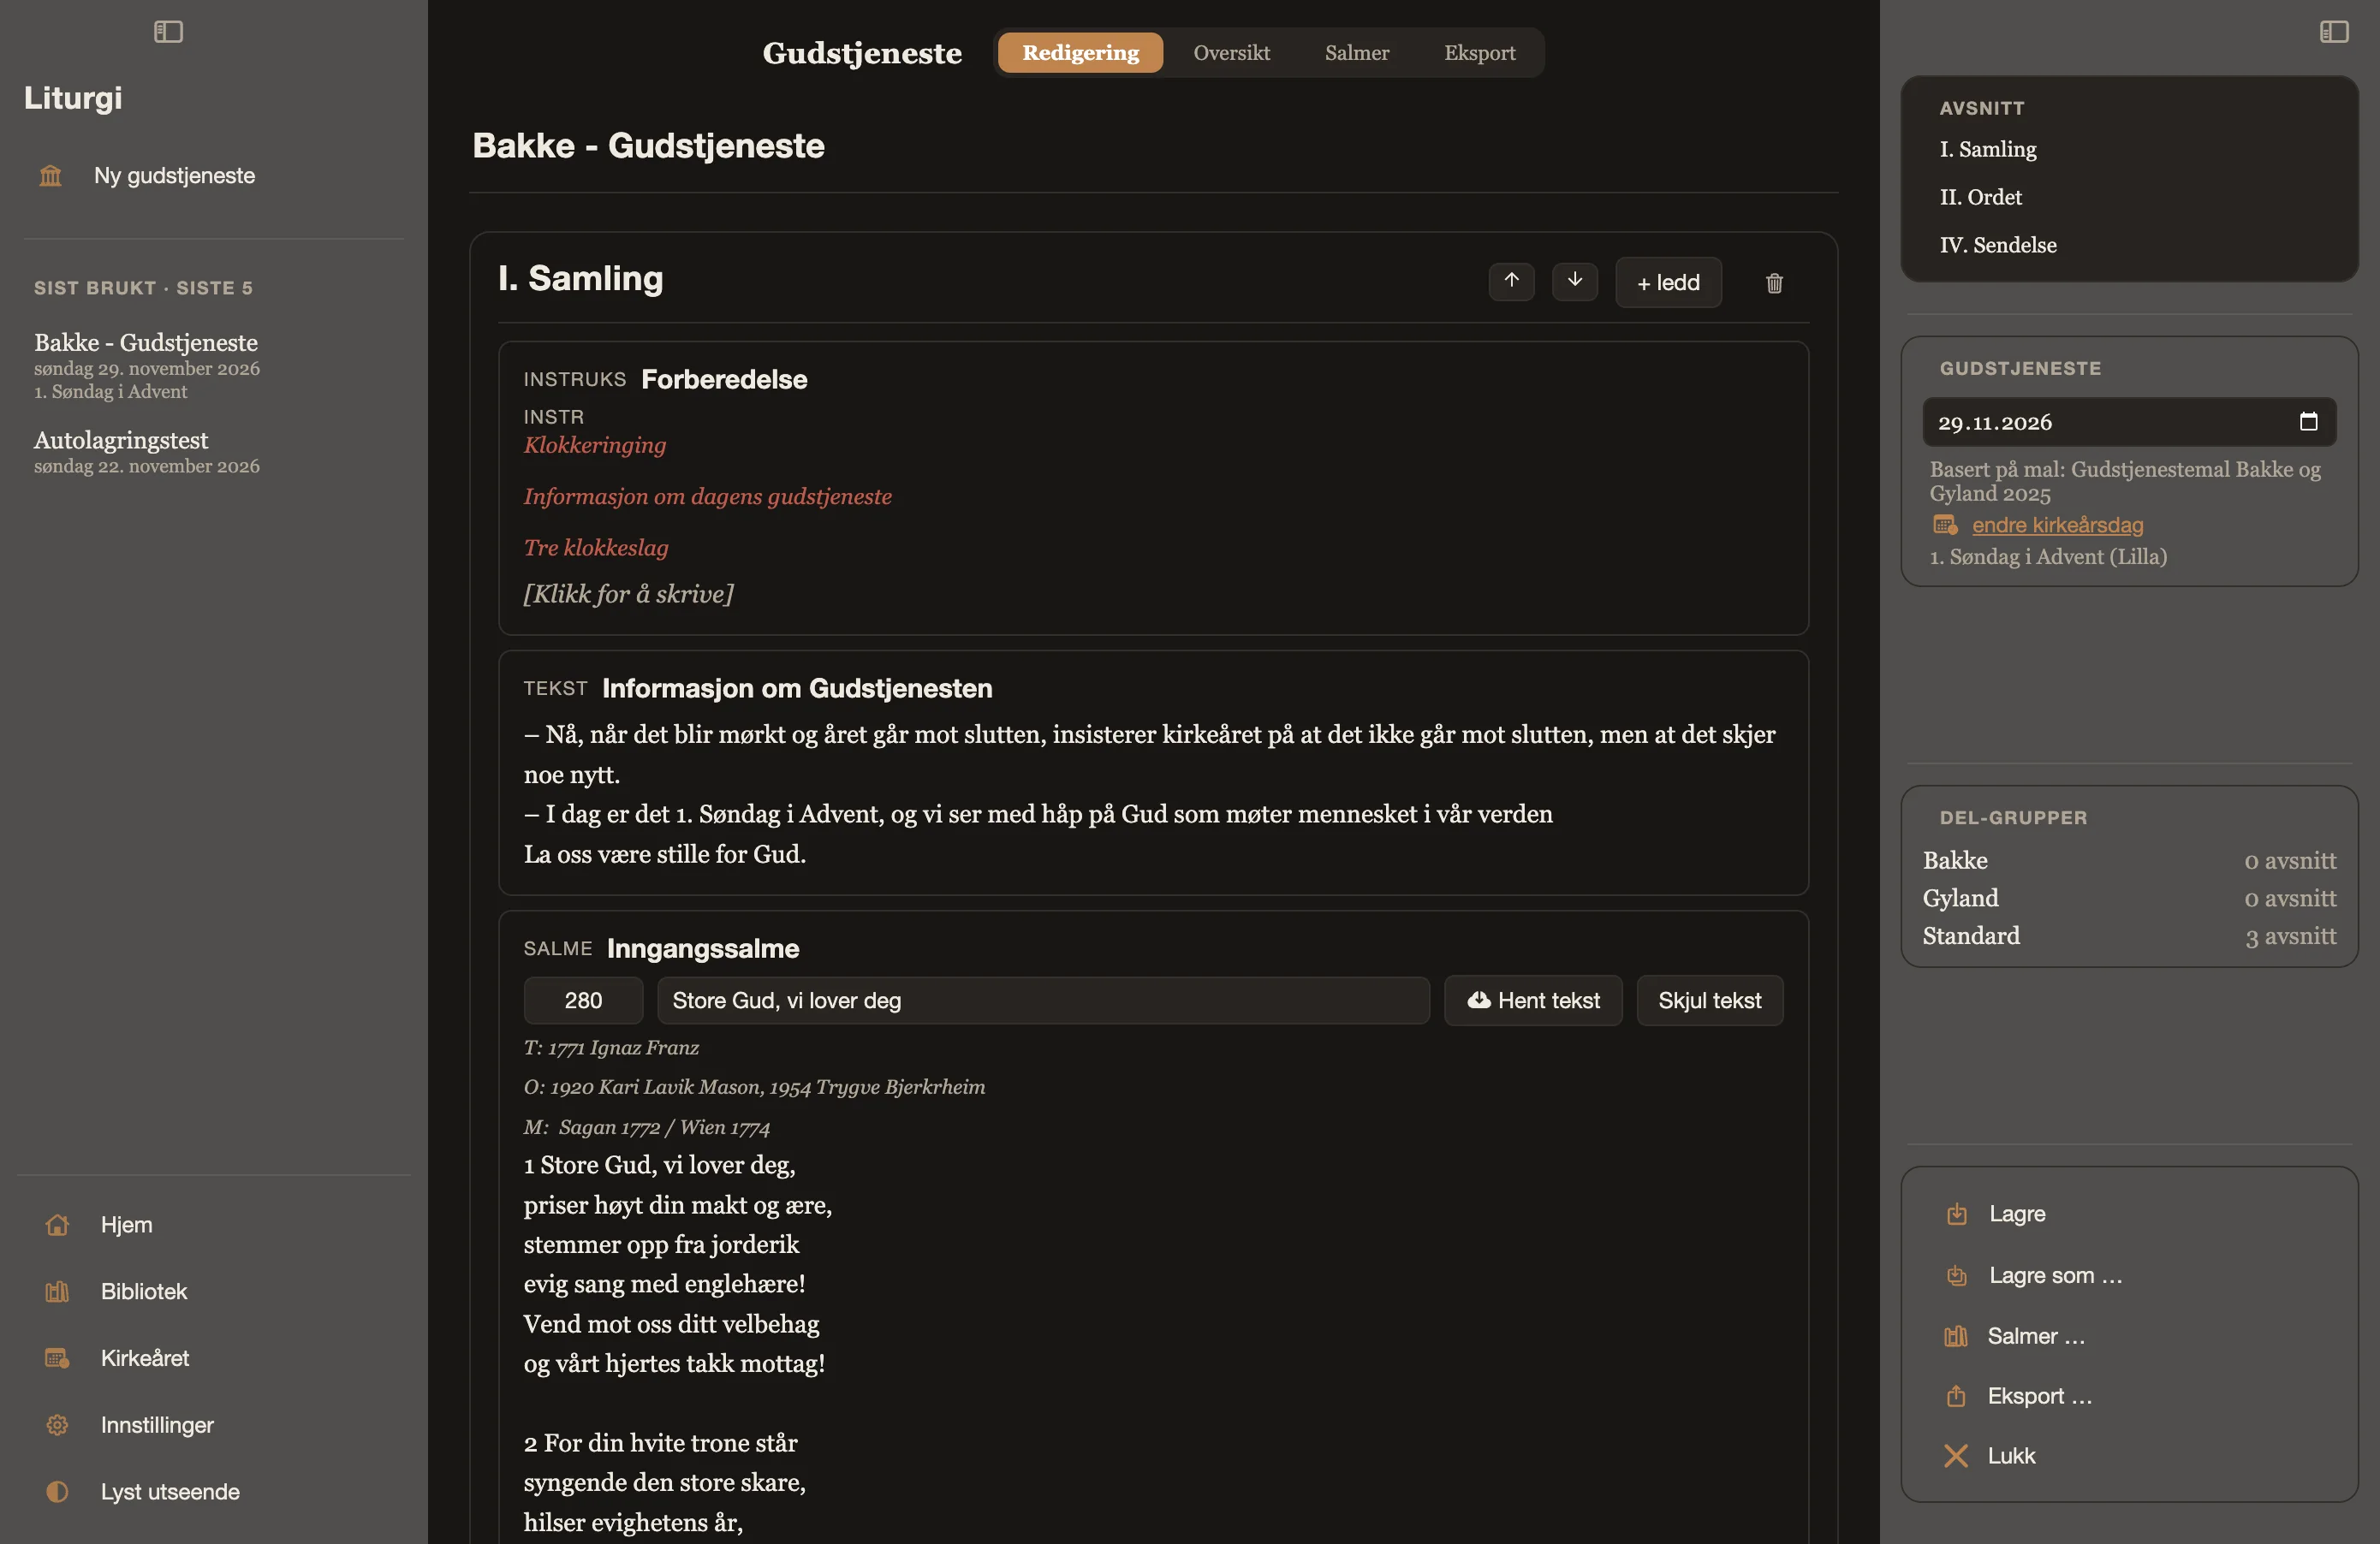 Liturgi
Ny gudstjeneste
SIST BRUKT · SISTE 5
Bakke - Gudstjeneste
søndag 29. november 2026
1. Søndag i Advent
Autolagringstest
søndag 22. november 2026
Hjem
Bibliotek
Kirkeåret
Innstillinger
Lyst utseende
Gudstjeneste
Redigering
Oversikt
Salmer
Eksport
Bakke - Gudstjeneste
I. Samling
+ ledd
INSTRUKS Forberedelse
INSTR
Klokkeringing
Informasjon om dagens gudstjeneste
Tre klokkeslag
[Klikk for å skrive]
TEKST Informasjon om Gudstjenesten
– Nå, når det blir mørkt og året går mot slutten, insisterer kirkeåret på at det ikke går mot slutten, men at det skjer
noe nytt.
– I dag er det 1. Søndag i Advent, og vi ser med håp på Gud som møter mennesket i vår verden
La oss være stille for Gud.
SALME Inngangssalme
280
Store Gud, vi lover deg
Hent tekst
Skjul tekst
T: 1771 Ignaz Franz
O: 1920 Kari Lavik Mason, 1954 Trygve Bjerkrheim
M: Sagan 1772 / Wien 1774
1 Store Gud, vi lover deg,
priser høyt din makt og ære,
stemmer opp fra jorderik
evig sang med englehære!
Vend mot oss ditt velbehag
og vårt hjertes takk mottag!
2 For din hvite trone står
syngende den store skare,
hilser evighetens år,
AVSNITT
I. Samling
II. Ordet
IV. Sendelse
GUDSTJENESTE
29.11.2026
Basert på mal: Gudstjenestemal Bakke og
Gyland 2025
endre kirkeårsdag
1. Søndag i Advent (Lilla)
DEL-GRUPPER
Bakke 0 avsnitt
Gyland 0 avsnitt
Standard 3 avsnitt
Lagre
Lagre som …
Salmer …
Eksport …
Lukk